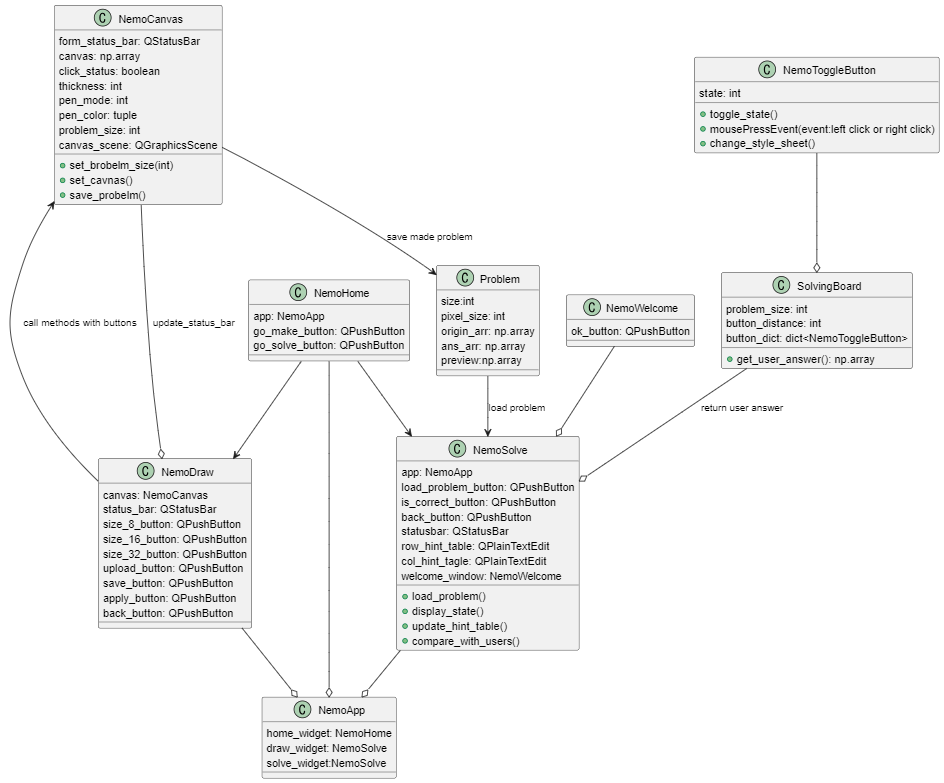 C NemoCanvas
form_status_bar: QStatusBar
canvas: np.array
click_status: boolean
thickness: int
pen_mode: int
pen_color: tuple
problem_size: int
canvas_scene: QGraphicsScene
set_brobelm_size(int)
set_cavnas()
save_probelm()
C NemoToggleButton
state: int
toggle_state()
mousePressEvent(event:left click or right click)
change_style_sheet()
save made problem
call methods with buttons
update_status_bar
C NemoHome
app: NemoApp
go_make_button: QPushButton
go_solve_button: QPushButton
C Problem
size:int
pixel_size: int
origin_arr: np.array
ans_arr: np.array
preview:np.array
C NemoWelcome
ok_button: QPushButton
C SolvingBoard
problem_size: int
button_distance: int
button_dict: dict<NemoToggleButton>
get_user_answer(): np.array
load problem
return user answer
C NemoDraw
canvas: NemoCanvas
status_bar: QStatusBar
size_8_button: QPushButton
size_16_button: QPushButton
size_32_button: QPushButton
upload_button: QPushButton
save_button: QPushButton
apply_button: QPushButton
back_button: QPushButton
C NemoSolve
app: NemoApp
load_problem_button: QPushButton
is_correct_button: QPushButton
back_button: QPushButton
statusbar: QStatusBar
row_hint_table: QPlainTextEdit
col_hint_tagle: QPlainTextEdit
welcome_window: NemoWelcome
load_problem()
display_state()
update_hint_table()
compare_with_users()
C NemoApp
home_widget: NemoHome
draw_widget: NemoSolve
solve_widget:NemoSolve